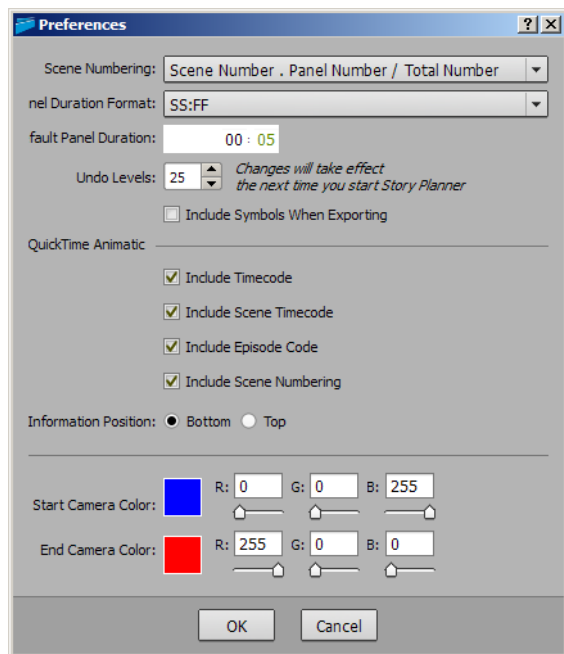 Preferences
Scene Numbering: Scene Number . Panel Number / Total Number
nel Duration Format: SS:FF
fault Panel Duration: 00 : 05
Undo Levels: 25 Changes will take effect
the next time you start Story Planner
Include Symbols When Exporting
QuickTime Animatic
Include Timecode
Include Scene Timecode
Include Episode Code
Include Scene Numbering
Information Position: Bottom Top
Start Camera Color: R: 0 G: 0 B: 255
End Camera Color: R: 255 G: 0 B: 0
OK Cancel